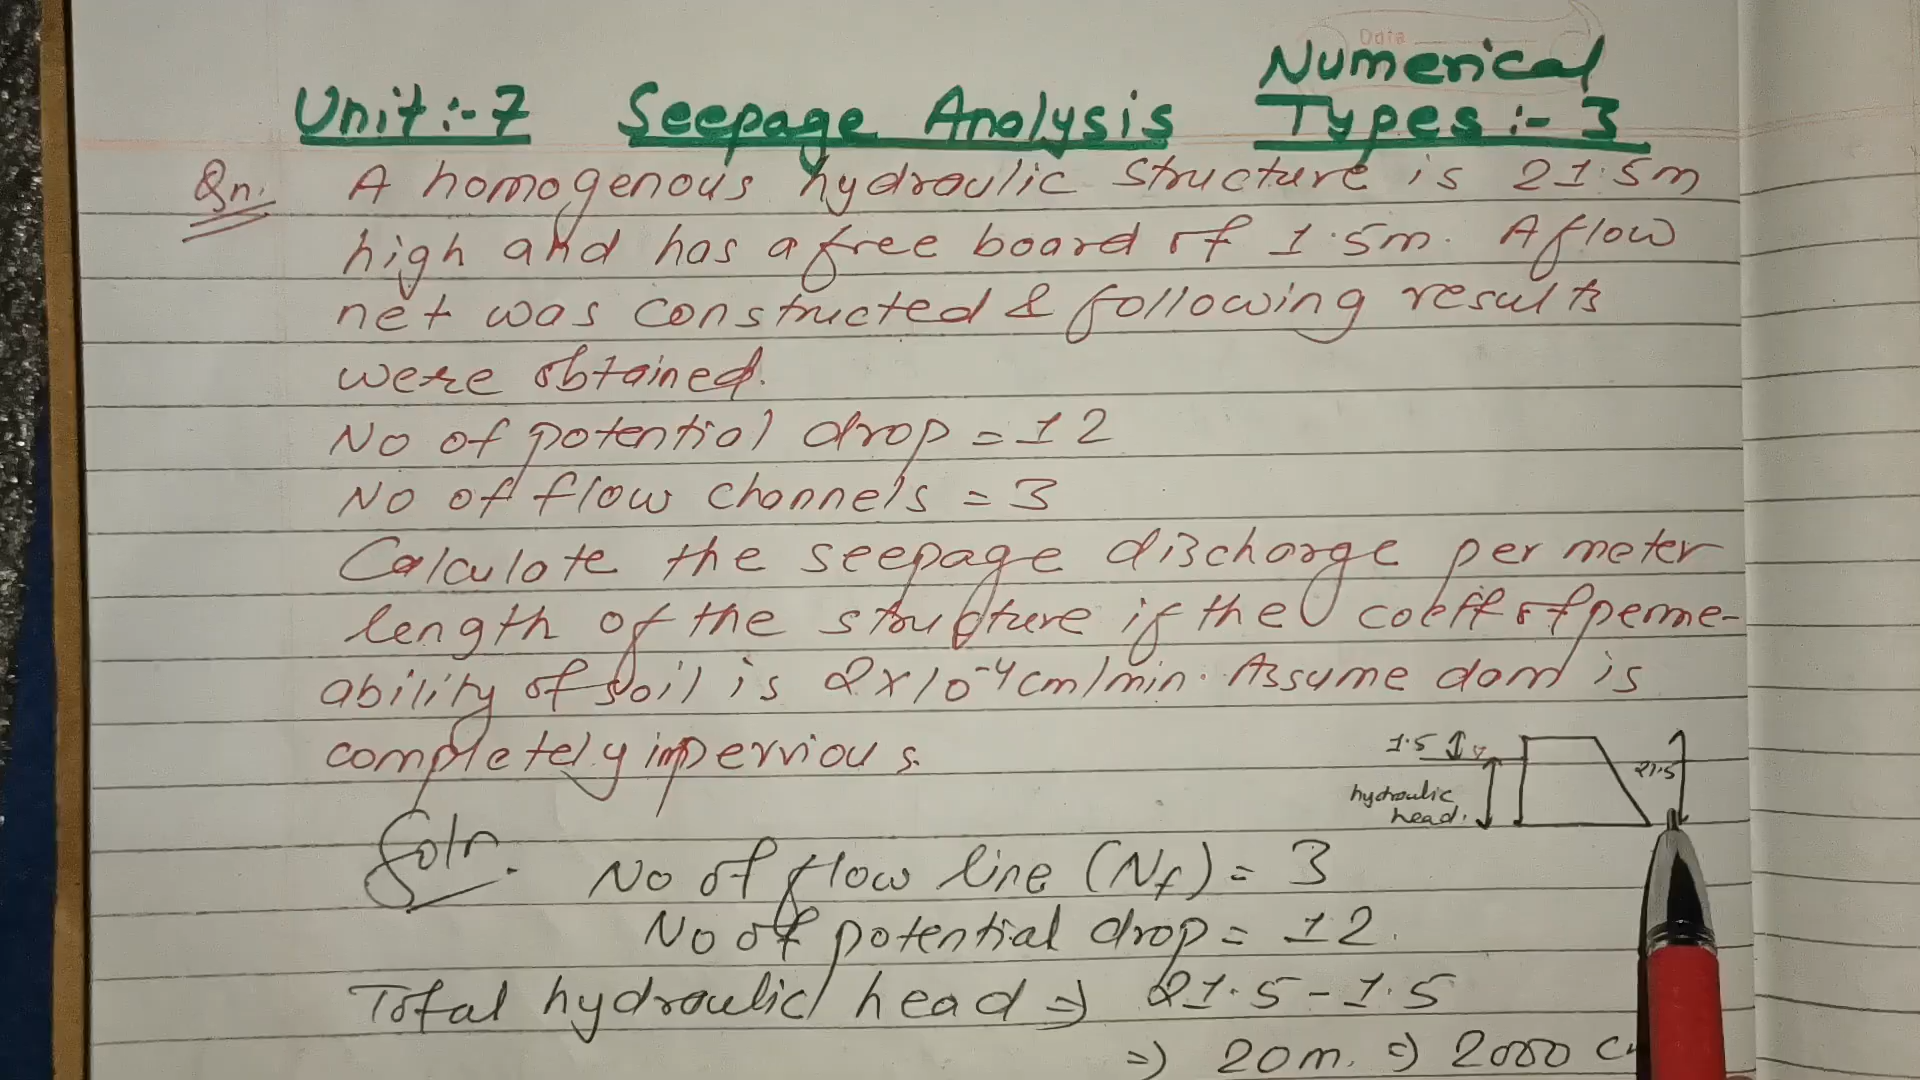 Data
Unit:-7 Seepage Analysis Numerical Types:- 3
Qn. A homogenous hydraulic structure is 21.5m
high and has a free board of 1.5m. A flow
net was constructed & following results
were obtained.
No of potential drop = 12
No of flow channels = 3
Calculate the seepage discharge per meter
length of the structure if the coeff of perme-
ability of soil is 2×10⁻⁴cm/min. Assume dam is
completely impervious.
1.5
21.5
hydraulic
head.
Soln. No of flow line (Nf) = 3
No of potential drop = 12.
Total hydraulic head => 21.5-1.5
=) 20m. =) 2000